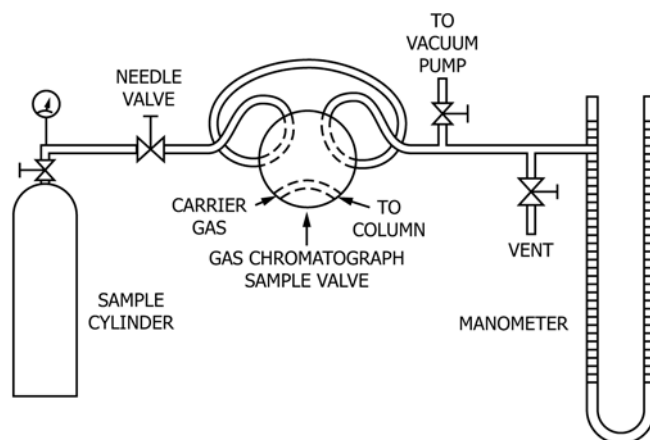 TO
VACUUM
PUMP
NEEDLE
VALVE
CARRIER
GAS
TO
COLUMN
GAS CHROMATOGRAPH
SAMPLE VALVE
VENT
SAMPLE
CYLINDER
MANOMETER